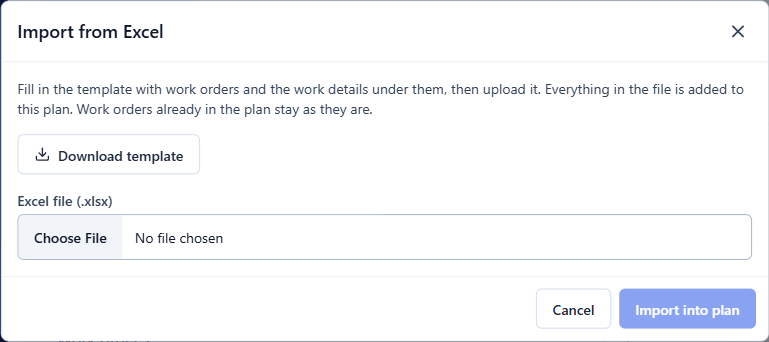 Import from Excel
Fill in the template with work orders and the work details under them, then upload it. Everything in the file is added to
this plan. Work orders already in the plan stay as they are.
Download template
Excel file (.xlsx)
Choose File No file chosen
Cancel Import into plan